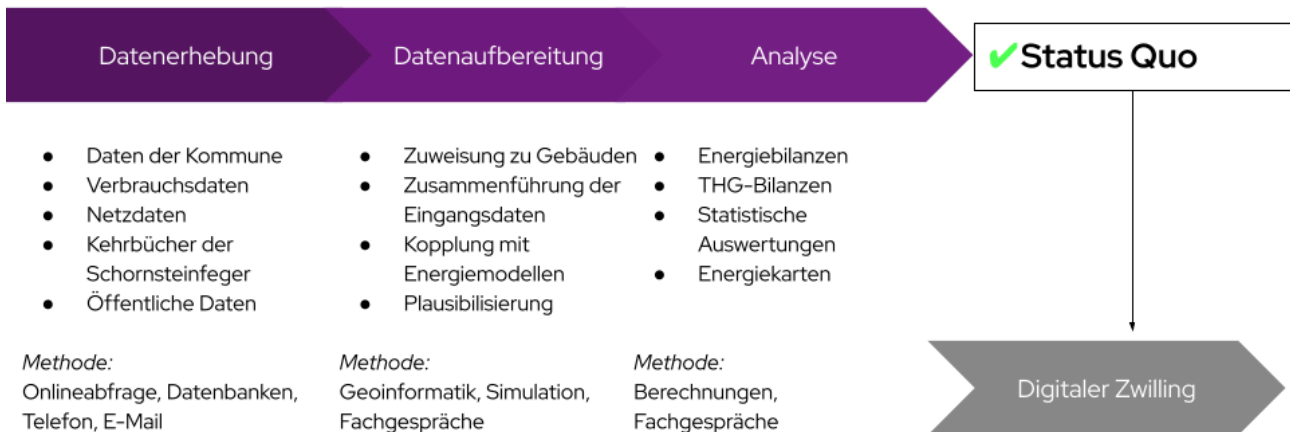 Datenerhebung
Datenaufbereitung
Analyse
✔Status Quo
● Daten der Kommune
● Verbrauchsdaten
● Netzdaten
● Kehrbücher der
Schornsteinfeger
● Öffentliche Daten
Methode:
Onlineabfrage, Datenbanken,
Telefon, E-Mail
● Zuweisung zu Gebäuden
● Zusammenführung der
Eingangsdaten
● Kopplung mit
Energiemodellen
● Plausibilisierung
Methode:
Geoinformatik, Simulation,
Fachgespräche
● Energiebilanzen
● THG-Bilanzen
● Statistische
Auswertungen
● Energiekarten
Methode:
Berechnungen,
Fachgespräche
Digitaler Zwilling